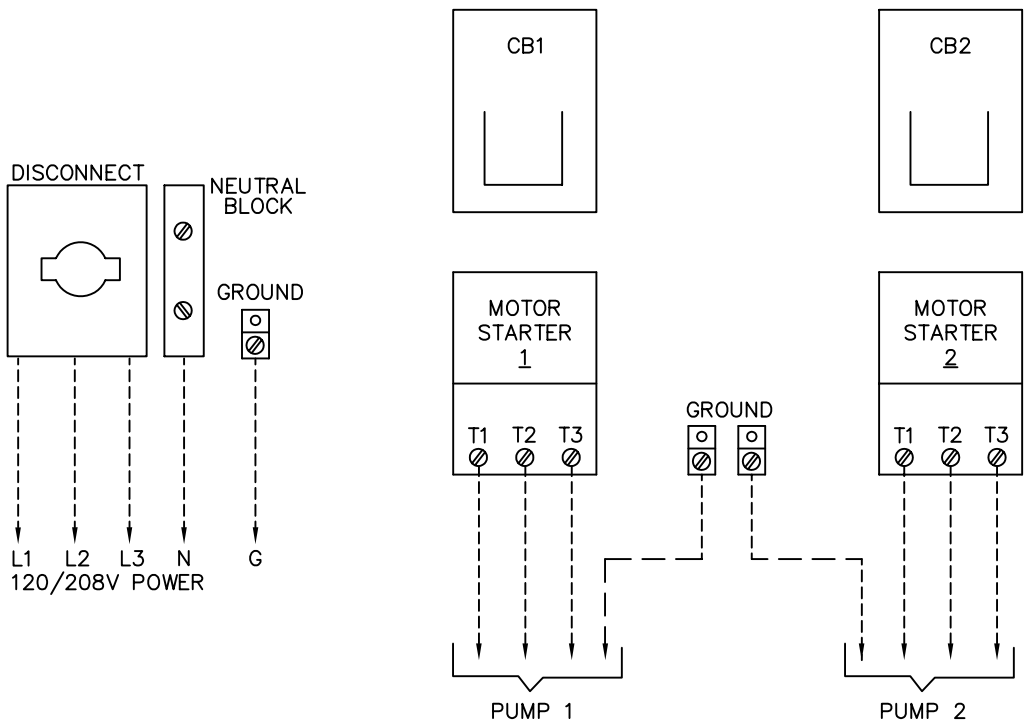 CB1
CB2
DISCONNECT
NEUTRAL
BLOCK
GROUND
MOTOR
STARTER
1
MOTOR
STARTER
2
GROUND
T1 T2 T3
T1 T2 T3
L1 L2 L3 N G
120/208V POWER
PUMP 1
PUMP 2